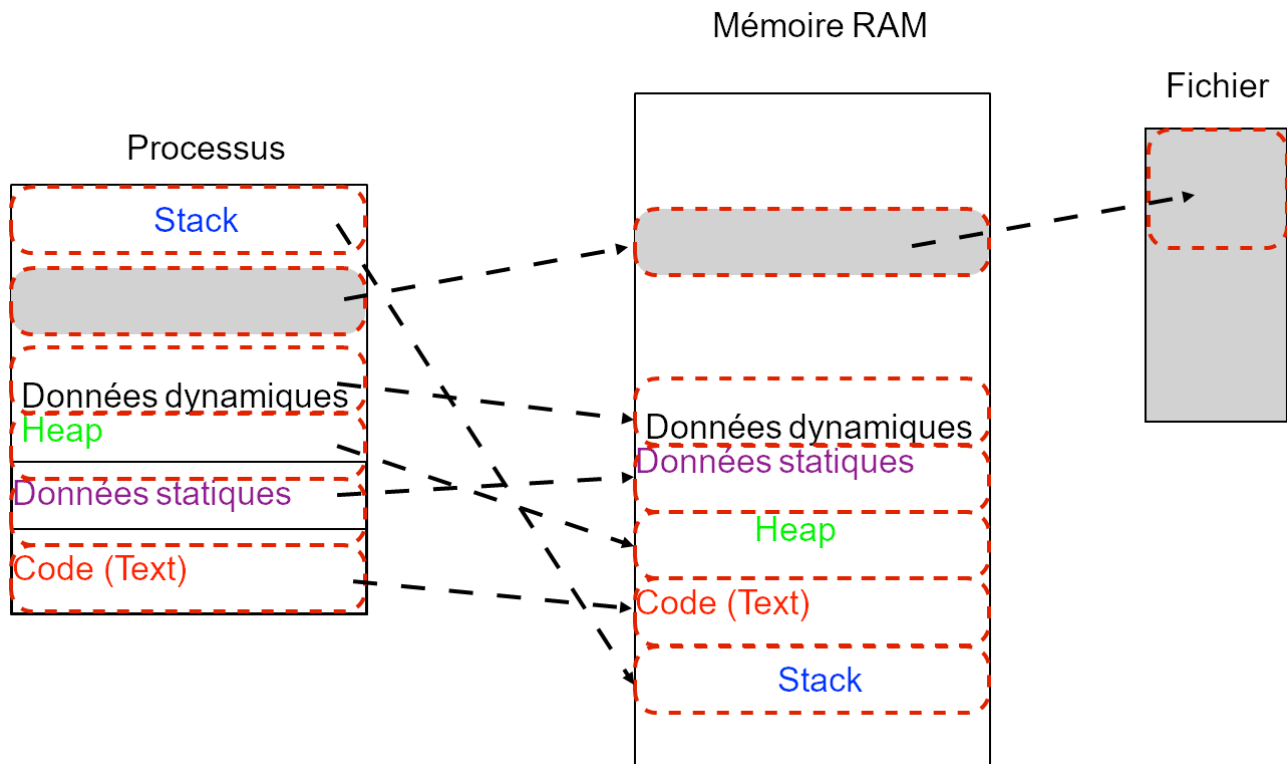 Mémoire RAM
Fichier
Processus
Stack
Données dynamiques
Heap
Données statiques
Code (Text)
Données dynamiques
Données statiques
Heap
Code (Text)
Stack